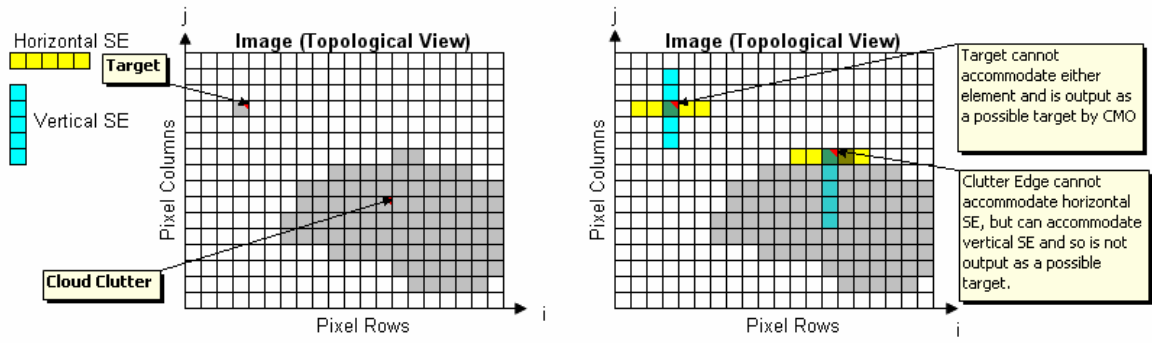 j
Horizontal SE
Image (Topological View)
Target
Vertical SE
Pixel Columns
Cloud Clutter
Pixel Rows
i
j
Image (Topological View)
Pixel Columns
Pixel Rows
i
Target cannot
accommodate either
element and is output as
a possible target by CMO
Clutter Edge cannot
accommodate horizontal
SE, but can accommodate
vertical SE and so is not
output as a possible
target.